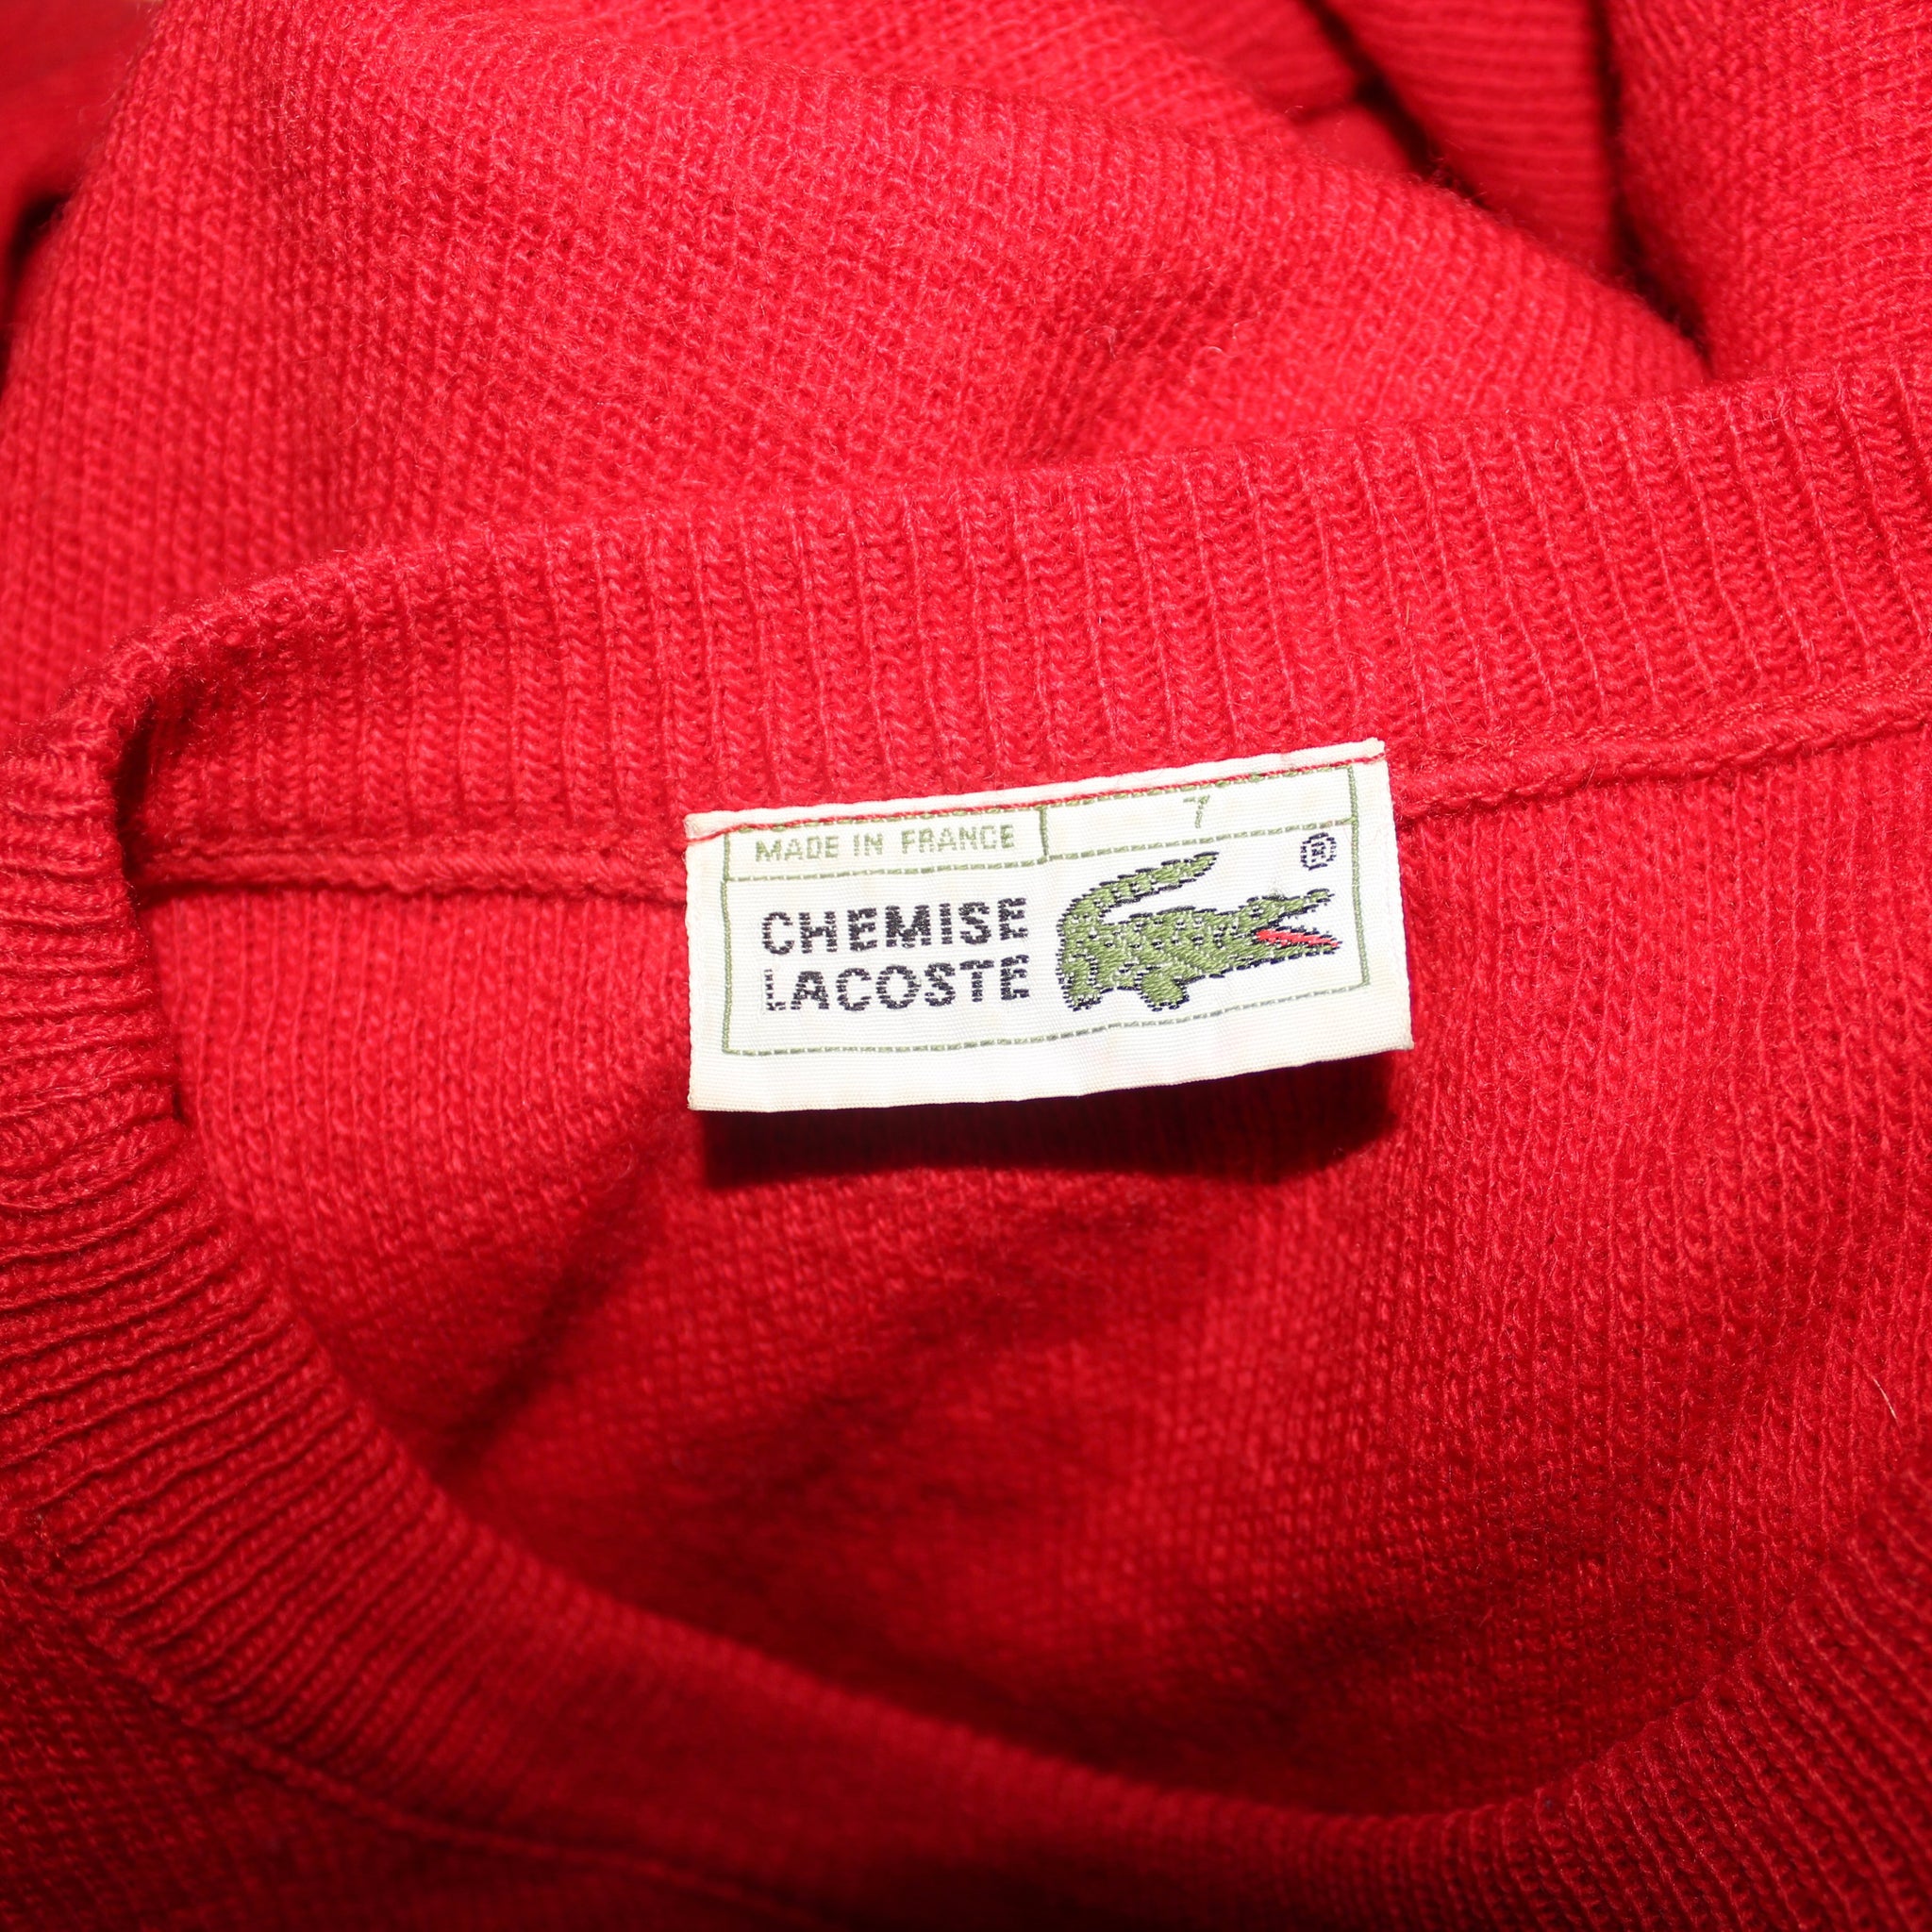 MADE IN FRANCE 7
CHEMISE ®
LACOSTE